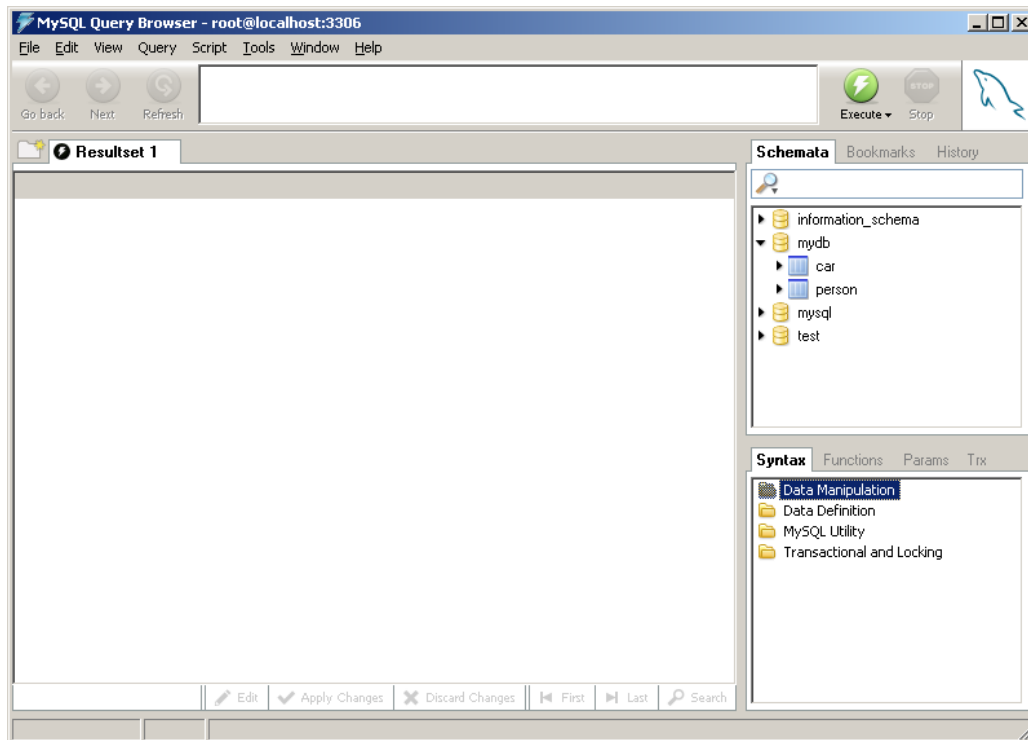 MySQL Query Browser - root@localhost:3306
File Edit View Query Script Tools Window Help
Go back Next Refresh Execute STOP Stop
Resultset 1
Schemata Bookmarks History
information_schema
mydb
car
person
mysql
test
Syntax Functions Params Trx
Data Manipulation
Data Definition
MySQL Utility
Transactional and Locking
Edit Apply Changes Discard Changes First Last Search